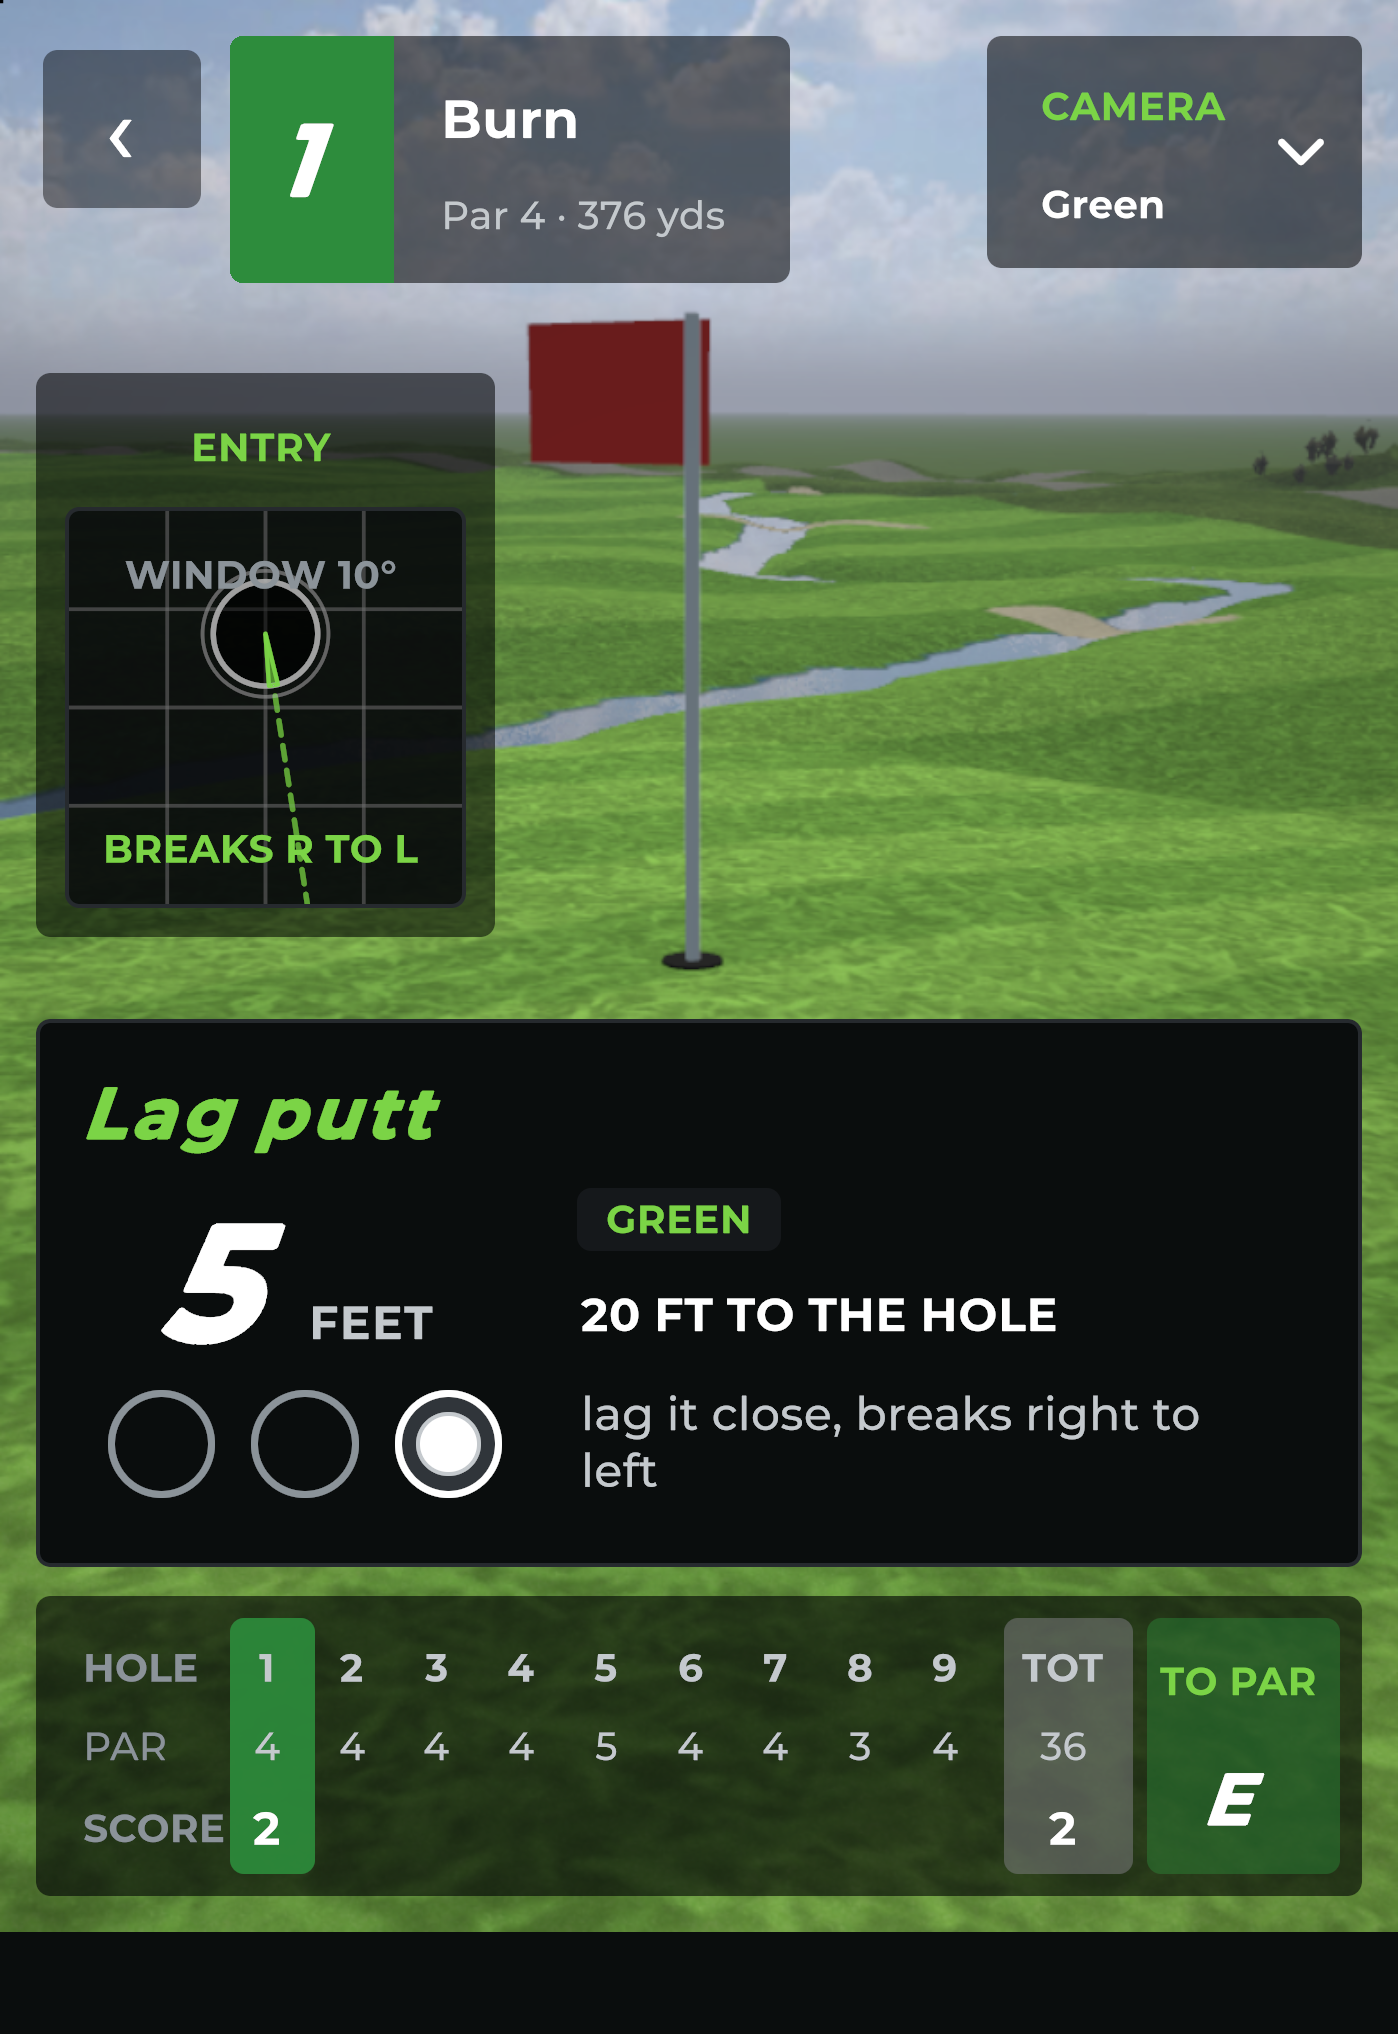 1
Burn
Par 4 · 376 yds
CAMERA
Green
ENTRY
WINDOW 10°
BREAKS R TO L
Lag putt
5 FEET
GREEN
20 FT TO THE HOLE
lag it close, breaks right to
left
HOLE 1 2 3 4 5 6 7 8 9 TOT
PAR 4 4 4 4 5 4 4 3 4 36
SCORE 2 2
TO PAR
E